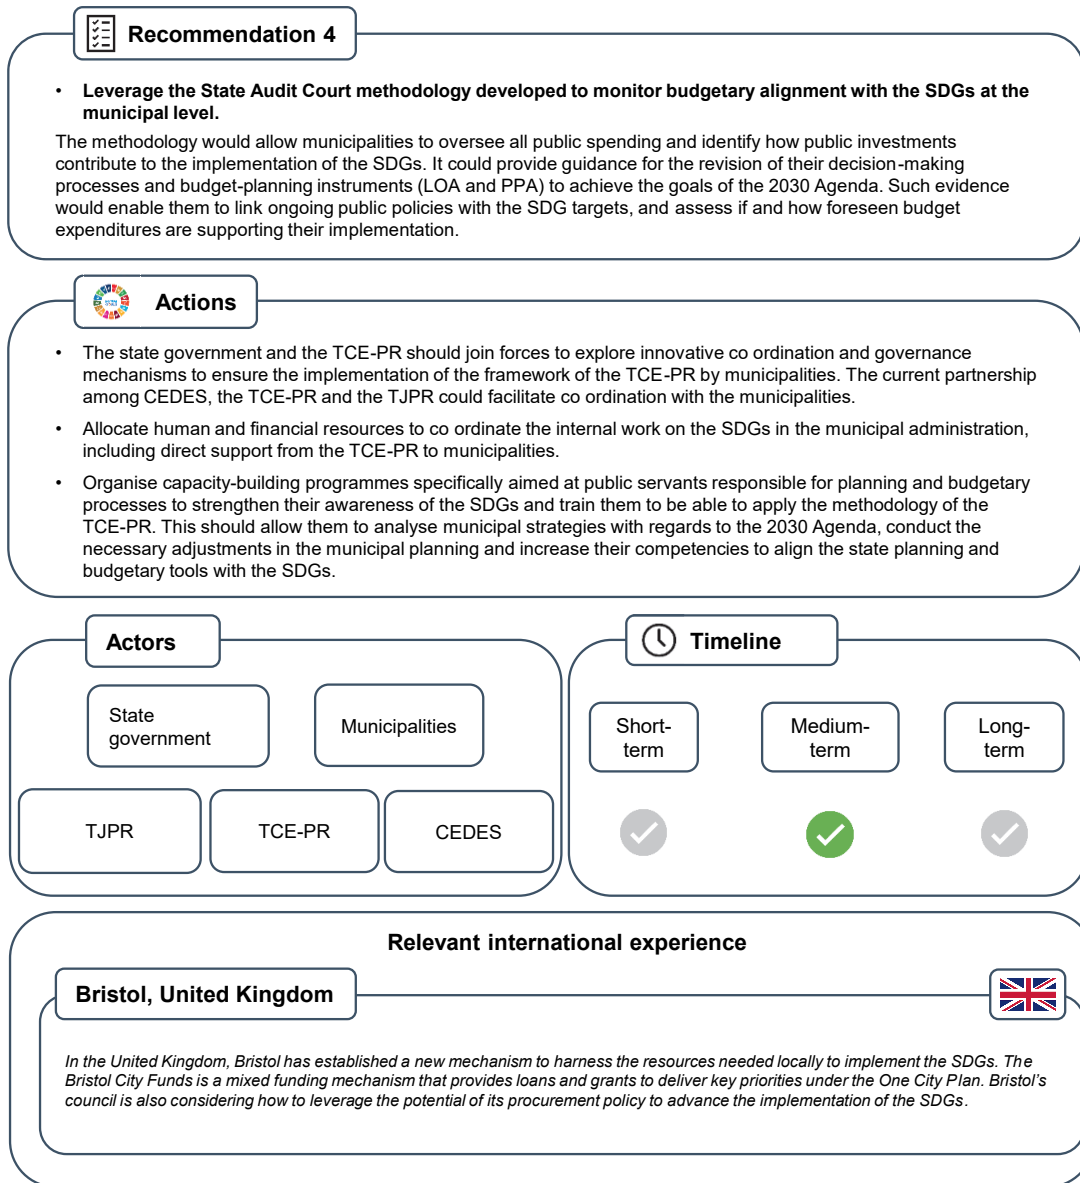 Recommendation 4
• Leverage the State Audit Court methodology developed to monitor budgetary alignment with the SDGs at the
municipal level.
The methodology would allow municipalities to oversee all public spending and identify how public investments
contribute to the implementation of the SDGs. It could provide guidance for the revision of their decision-making
processes and budget-planning instruments (LOA and PPA) to achieve the goals of the 2030 Agenda. Such evidence
would enable them to link ongoing public policies with the SDG targets, and assess if and how foreseen budget
expenditures are supporting their implementation.
Actions
• The state government and the TCE-PR should join forces to explore innovative co ordination and governance
mechanisms to ensure the implementation of the framework of the TCE-PR by municipalities. The current partnership
among CEDES, the TCE-PR and the TJPR could facilitate co ordination with the municipalities.
• Allocate human and financial resources to co ordinate the internal work on the SDGs in the municipal administration,
including direct support from the TCE-PR to municipalities.
• Organise capacity-building programmes specifically aimed at public servants responsible for planning and budgetary
processes to strengthen their awareness of the SDGs and train them to be able to apply the methodology of the
TCE-PR. This should allow them to analyse municipal strategies with regards to the 2030 Agenda, conduct the
necessary adjustments in the municipal planning and increase their competencies to align the state planning and
budgetary tools with the SDGs.
Actors
State
government
Municipalities
TJPR
TCE-PR
CEDES
Timeline
Short-
term
Medium-
term
Long-
term
Relevant international experience
Bristol, United Kingdom
In the United Kingdom, Bristol has established a new mechanism to harness the resources needed locally to implement the SDGs. The
Bristol City Funds is a mixed funding mechanism that provides loans and grants to deliver key priorities under the One City Plan. Bristol's
council is also considering how to leverage the potential of its procurement policy to advance the implementation of the SDGs.